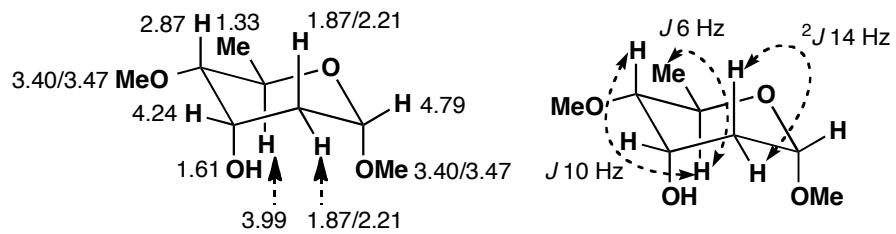 2.87 H 1.33 1.87/2.21
Me H
3.40/3.47 MeO O
4.24 H H 4.79
H H
1.61 OH OMe 3.40/3.47
3.99 1.87/2.21
J 6 Hz ²J 14 Hz
H Me H
MeO O
H H
J 10 Hz H H
OH OMe